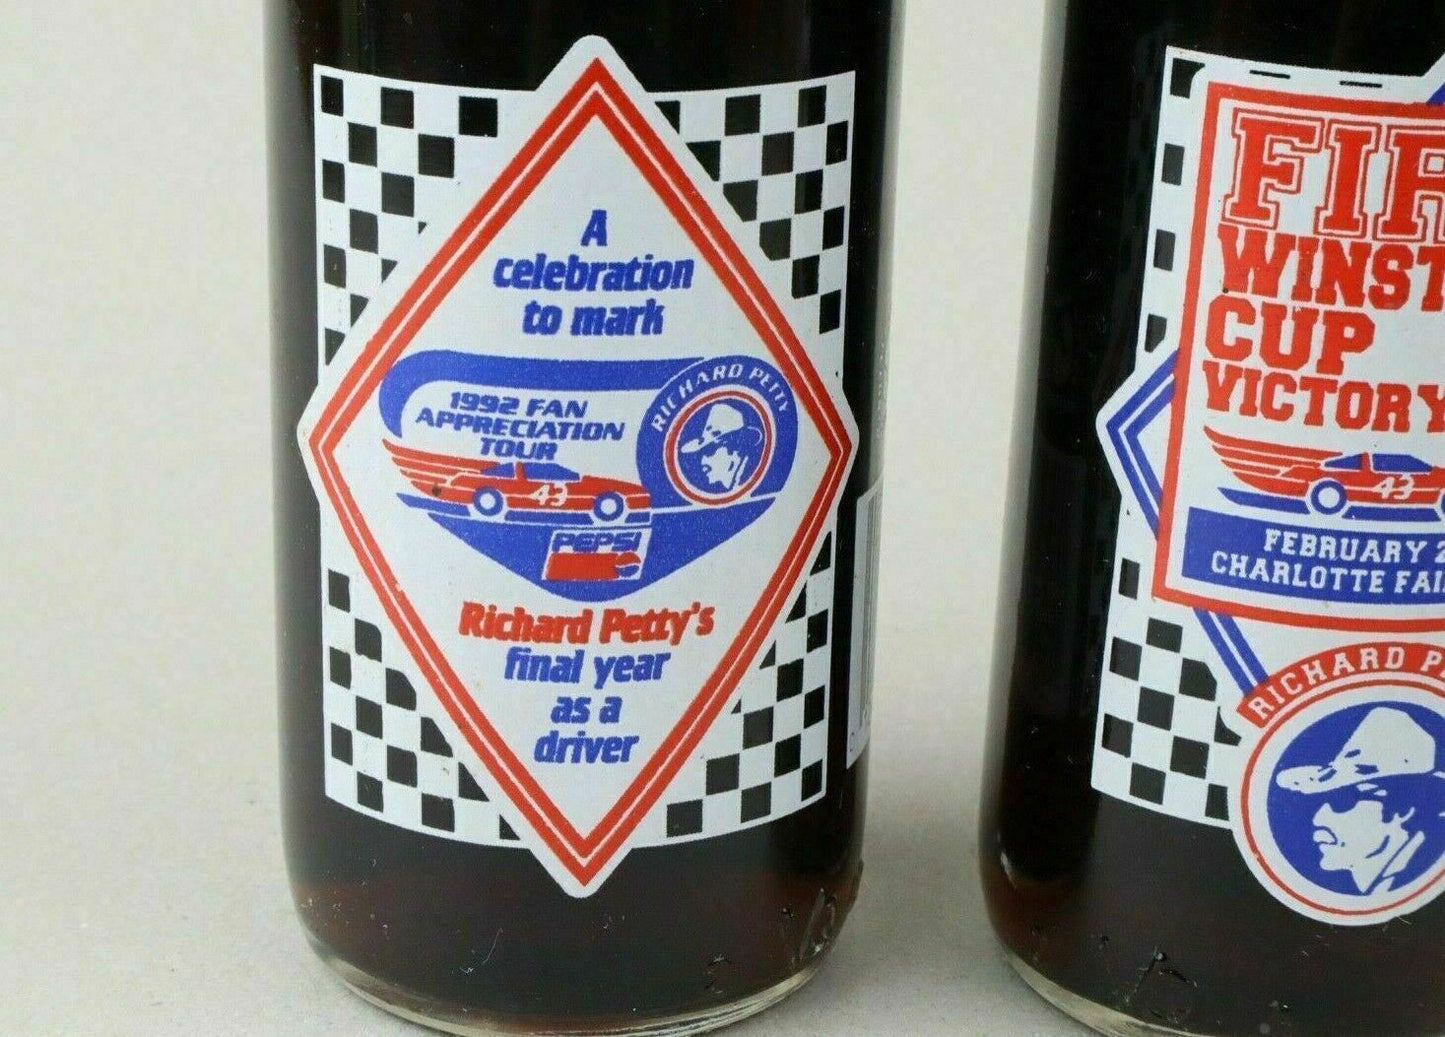 A
celebration
to mark
1992 FAN
APPRECIATION
TOUR
RICHARD PETTY
43
PEPSI
Richard Petty's
final year
as a
driver
FIR
WINST
CUP
VICTORY
43
FEBRUARY 2
CHARLOTTE FAI
RICHARD P